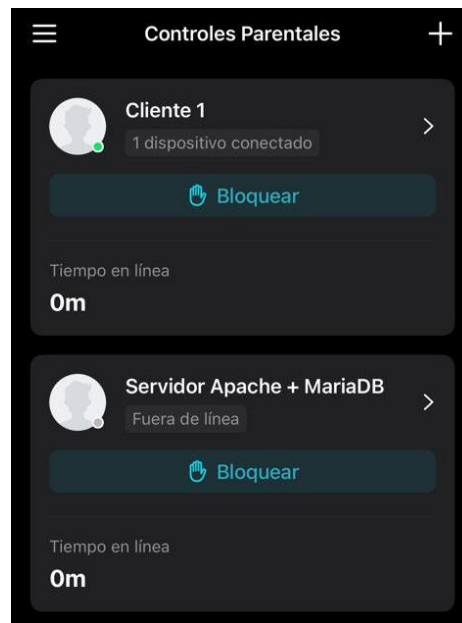 Controles Parentales
Cliente 1
1 dispositivo conectado
Bloquear
Tiempo en línea
0m
Servidor Apache + MariaDB
Fuera de línea
Bloquear
Tiempo en línea
0m